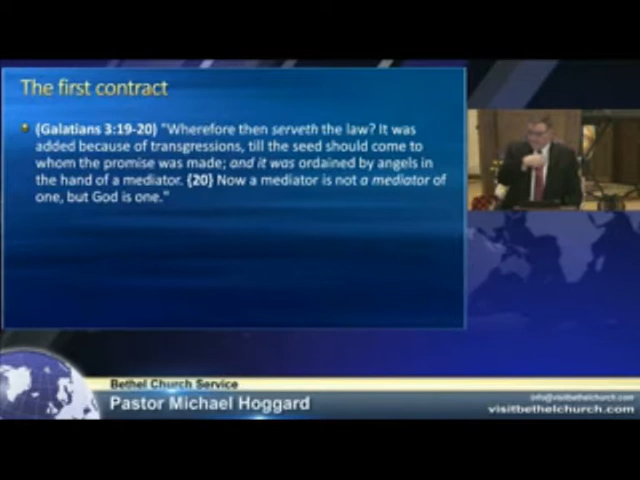 The first contract
(Galatians 3:19-20) "Wherefore then serveth the law? It was
added because of transgressions, till the seed should come to
whom the promise was made; and it was ordained by angels in
the hand of a mediator. {20} Now a mediator is not a mediator of
one, but God is one."
Bethel Church Service
Pastor Michael Hoggard
info@visitbethelchurch.com
visitbethelchurch.com